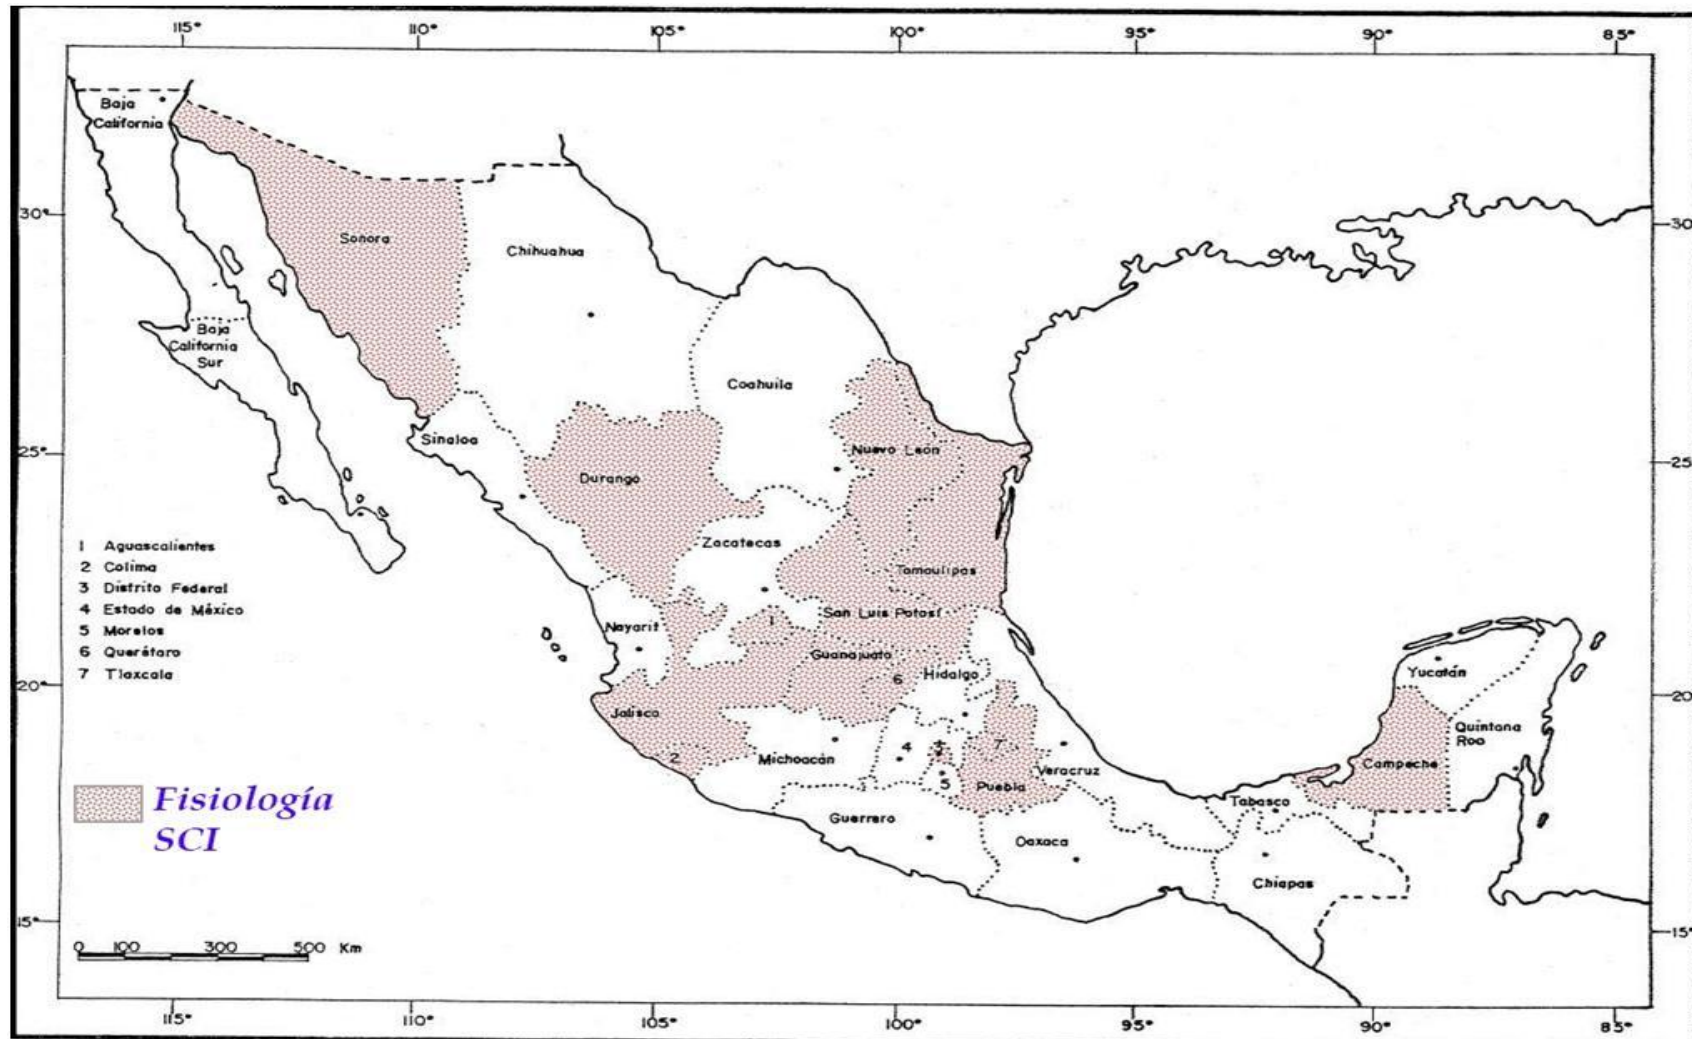 115° 110° 105° 100° 95° 90° 85°
Baja
California
30° 30°
Sonora
Chihuahua
Baja
California
Sur
Coahuila
Sinaloa
Nuevo León
25° 25°
Durango
Zacatecas
Tamaulipas
1 Aguascalientes
2 Colima
3 Distrito Federal
4 Estado de México
5 Morelos
6 Querétaro
7 Tlaxcala
San Luis Potosí
Nayarit
1
Guanajuato
6
Hidalgo
Yucatán
20° 20°
Jalisco
Quintana
Roo
2
Michoacán
4
3
7
5
Puebla
Veracruz
Campeche
Tabasco
Fisiología
SCI
Guerrero
Oaxaca
Chiapas
15° 15°
0 100 300 500 Km
115° 110° 105° 100° 95° 90° 85°